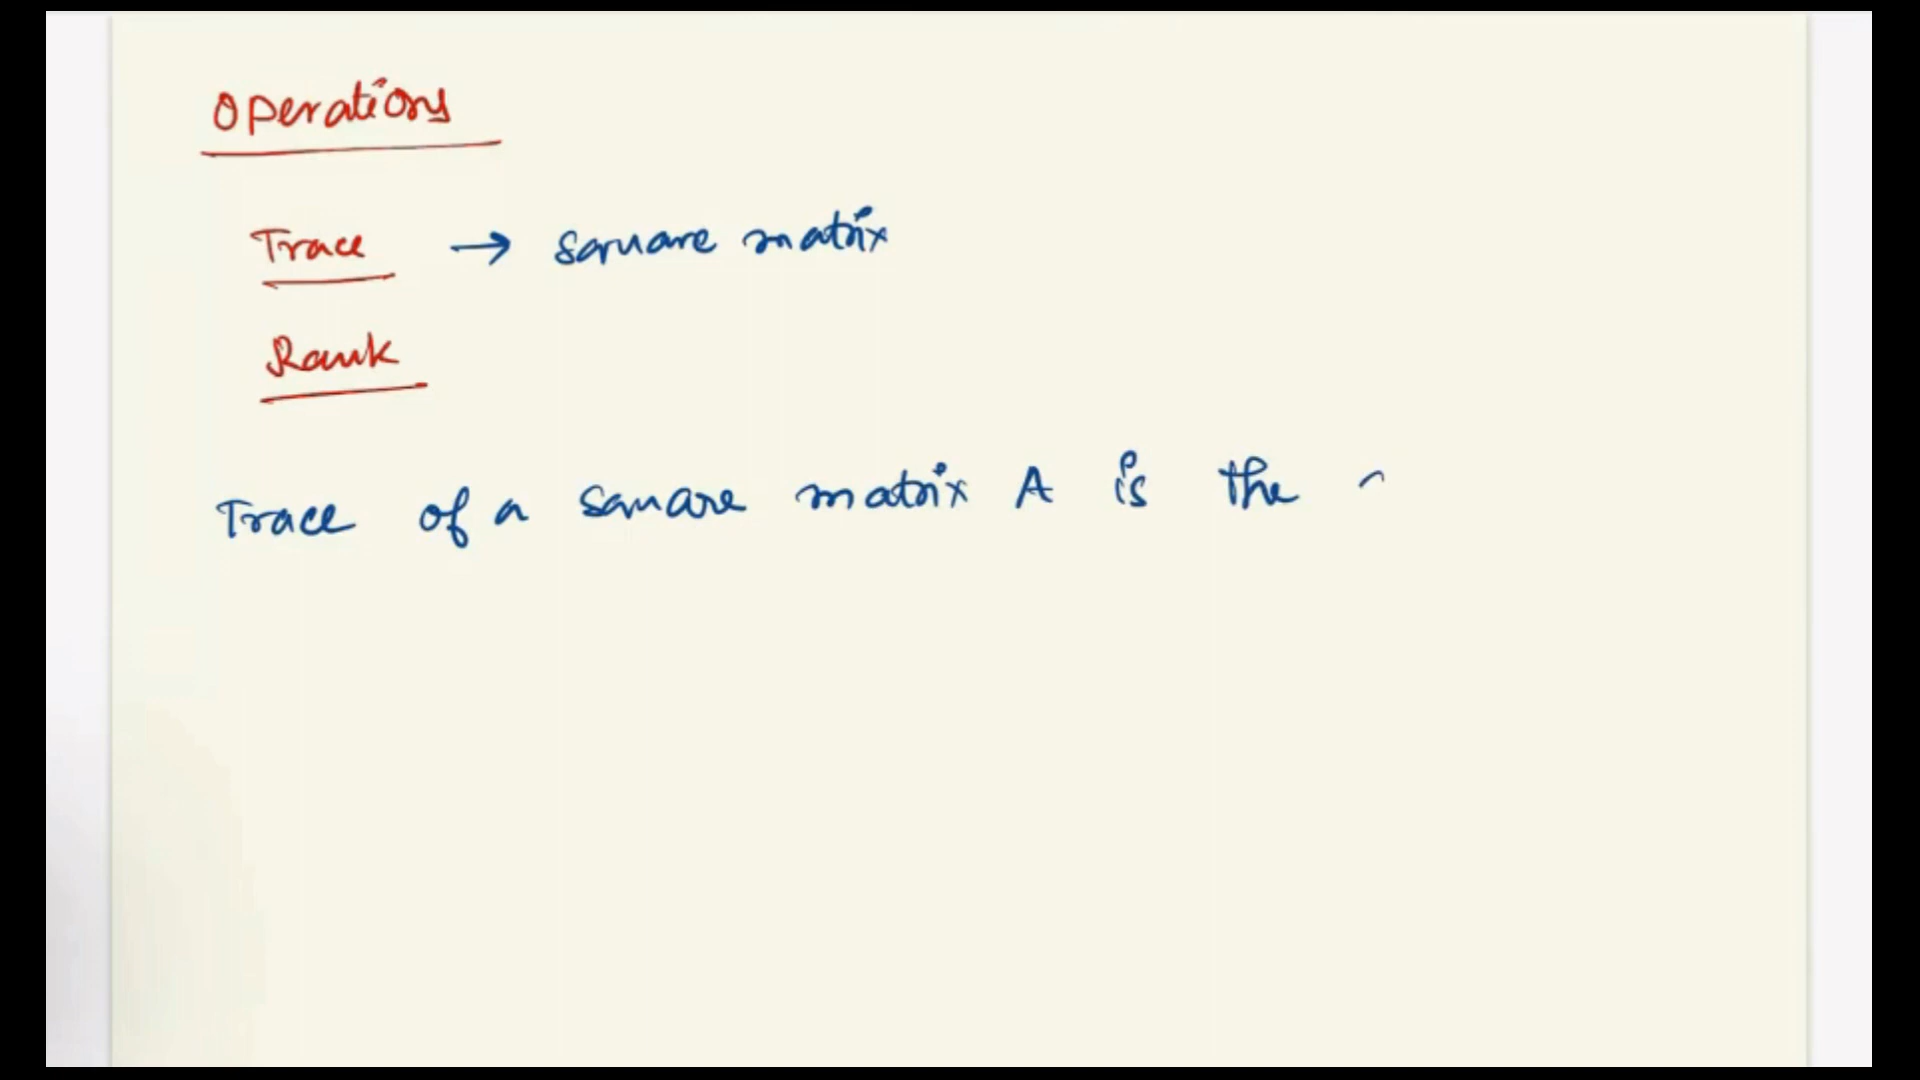 Operations
Trace → square matrix
Rank
Trace of a square matrix A is the